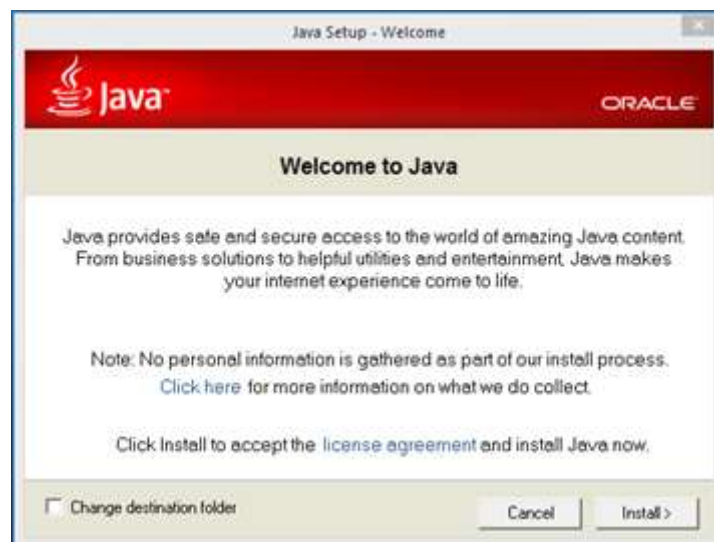 Java Setup - Welcome
Java™
ORACLE
Welcome to Java
Java provides safe and secure access to the world of amazing Java content.
From business solutions to helpful utilities and entertainment, Java makes
your internet experience come to life.
Note: No personal information is gathered as part of our install process.
Click here for more information on what we do collect.
Click Install to accept the license agreement and install Java now.
Change destination folder
Cancel
Install >